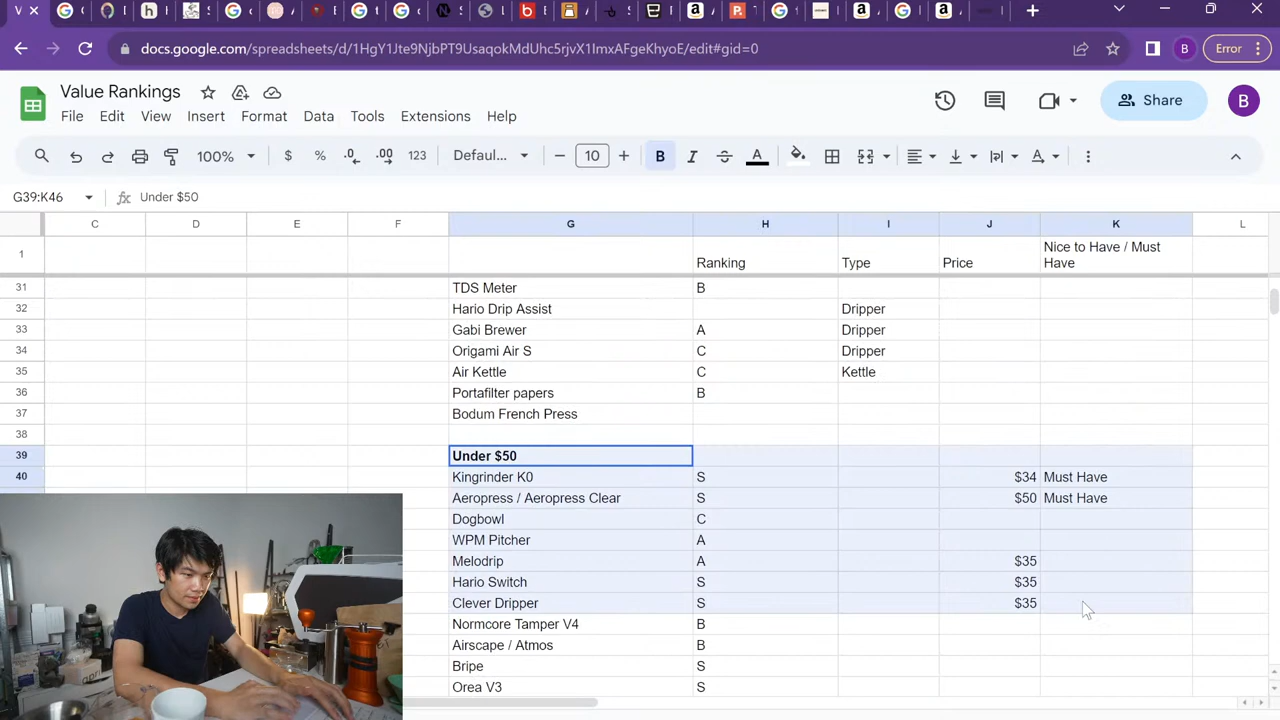 docs.google.com/spreadsheets/d/1HgY1Jte9NjbPT9UsaqokMdUhc5rjvX1ImxAFgeKhyoE/edit#gid=0
B
Error
Value Rankings
File Edit View Insert Format Data Tools Extensions Help
Share
B
100% $ % .0 .00 123 Defaul... 10 B I A
G39:K46 Under $50
C D E F G H I J K L
1 Ranking Type Price Nice to Have / Must Have
31 TDS Meter B
32 Hario Drip Assist Dripper
33 Gabi Brewer A Dripper
34 Origami Air S C Dripper
35 Air Kettle C Kettle
36 Portafilter papers B
37 Bodum French Press
38
39 Under $50
40 Kingrinder K0 S $34 Must Have
Aeropress / Aeropress Clear S $50 Must Have
Dogbowl C
WPM Pitcher A
Melodrip A $35
Hario Switch S $35
Clever Dripper S $35
Normcore Tamper V4 B
Airscape / Atmos B
Bripe S
Orea V3 S